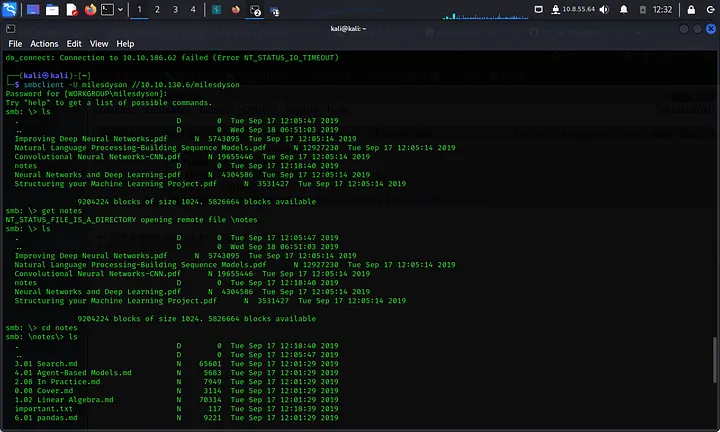 1 2 3 4
10.8.55.64 12:32
kali@kali: ~
File Actions Edit View Help
do_connect: Connection to 10.10.186.62 failed (Error NT_STATUS_IO_TIMEOUT)
(kali㉿kali)-[~]
$ smbclient -U milesdyson //10.10.130.6/milesdyson
Password for [WORKGROUP\milesdyson]:
Try "help" to get a list of possible commands.
smb: \> ls
. D 0 Tue Sep 17 12:05:47 2019
.. D 0 Wed Sep 18 06:51:03 2019
Improving Deep Neural Networks.pdf N 5743095 Tue Sep 17 12:05:14 2019
Natural Language Processing-Building Sequence Models.pdf N 12927230 Tue Sep 17 12:05:14 2019
Convolutional Neural Networks-CNN.pdf N 19655446 Tue Sep 17 12:05:14 2019
notes D 0 Tue Sep 17 12:18:40 2019
Neural Networks and Deep Learning.pdf N 4304586 Tue Sep 17 12:05:14 2019
Structuring your Machine Learning Project.pdf N 3531427 Tue Sep 17 12:05:14 2019
9204224 blocks of size 1024. 5826664 blocks available
smb: \> get notes
NT_STATUS_FILE_IS_A_DIRECTORY opening remote file \notes
smb: \> ls
. D 0 Tue Sep 17 12:05:47 2019
.. D 0 Wed Sep 18 06:51:03 2019
Improving Deep Neural Networks.pdf N 5743095 Tue Sep 17 12:05:14 2019
Natural Language Processing-Building Sequence Models.pdf N 12927230 Tue Sep 17 12:05:14 2019
Convolutional Neural Networks-CNN.pdf N 19655446 Tue Sep 17 12:05:14 2019
notes D 0 Tue Sep 17 12:18:40 2019
Neural Networks and Deep Learning.pdf N 4304586 Tue Sep 17 12:05:14 2019
Structuring your Machine Learning Project.pdf N 3531427 Tue Sep 17 12:05:14 2019
9204224 blocks of size 1024. 5826664 blocks available
smb: \> cd notes
smb: \notes\> ls
. D 0 Tue Sep 17 12:18:40 2019
.. D 0 Tue Sep 17 12:05:47 2019
3.01 Search.md N 65601 Tue Sep 17 12:01:29 2019
4.01 Agent-Based Models.md N 5683 Tue Sep 17 12:01:29 2019
2.08 In Practice.md N 7949 Tue Sep 17 12:01:29 2019
0.00 Cover.md N 3114 Tue Sep 17 12:01:29 2019
1.02 Linear Algebra.md N 70314 Tue Sep 17 12:01:29 2019
important.txt N 117 Tue Sep 17 12:18:39 2019
6.01 pandas.md N 9221 Tue Sep 17 12:01:29 2019